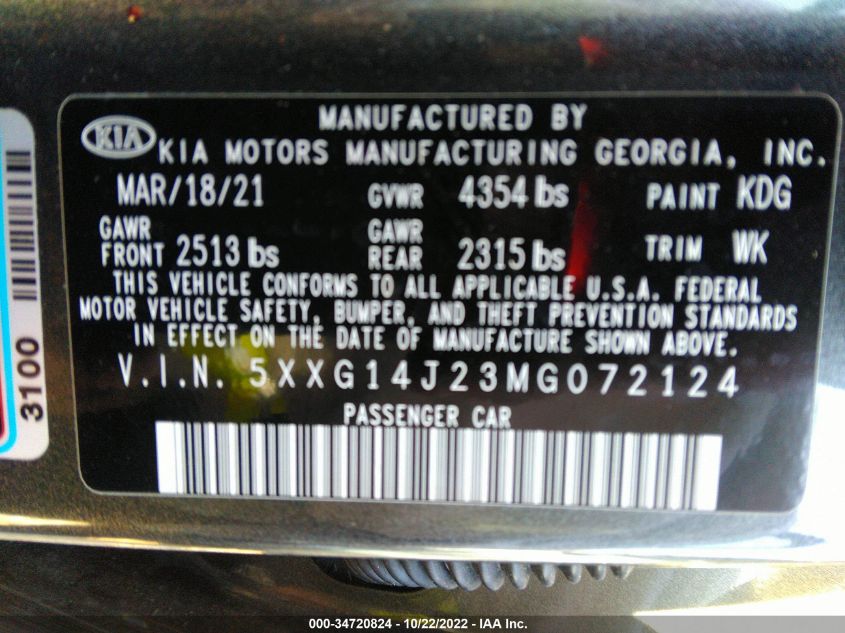 MANUFACTURED BY
KIA
KIA MOTORS MANUFACTURING GEORGIA, INC.
MAR/18/21 GVWR 4354 lbs PAINT KDG
GAWR FRONT 2513 lbs GAWR REAR 2315 lbs TRIM WK
THIS VEHICLE CONFORMS TO ALL APPLICABLE U.S.A. FEDERAL
MOTOR VEHICLE SAFETY, BUMPER, AND THEFT PREVENTION STANDARDS
IN EFFECT ON THE DATE OF MANUFACTURE SHOWN ABOVE.
V.I.N. 5XXG14J23MG072124
PASSENGER CAR
3100
000-34720824 - 10/22/2022 - IAA Inc.